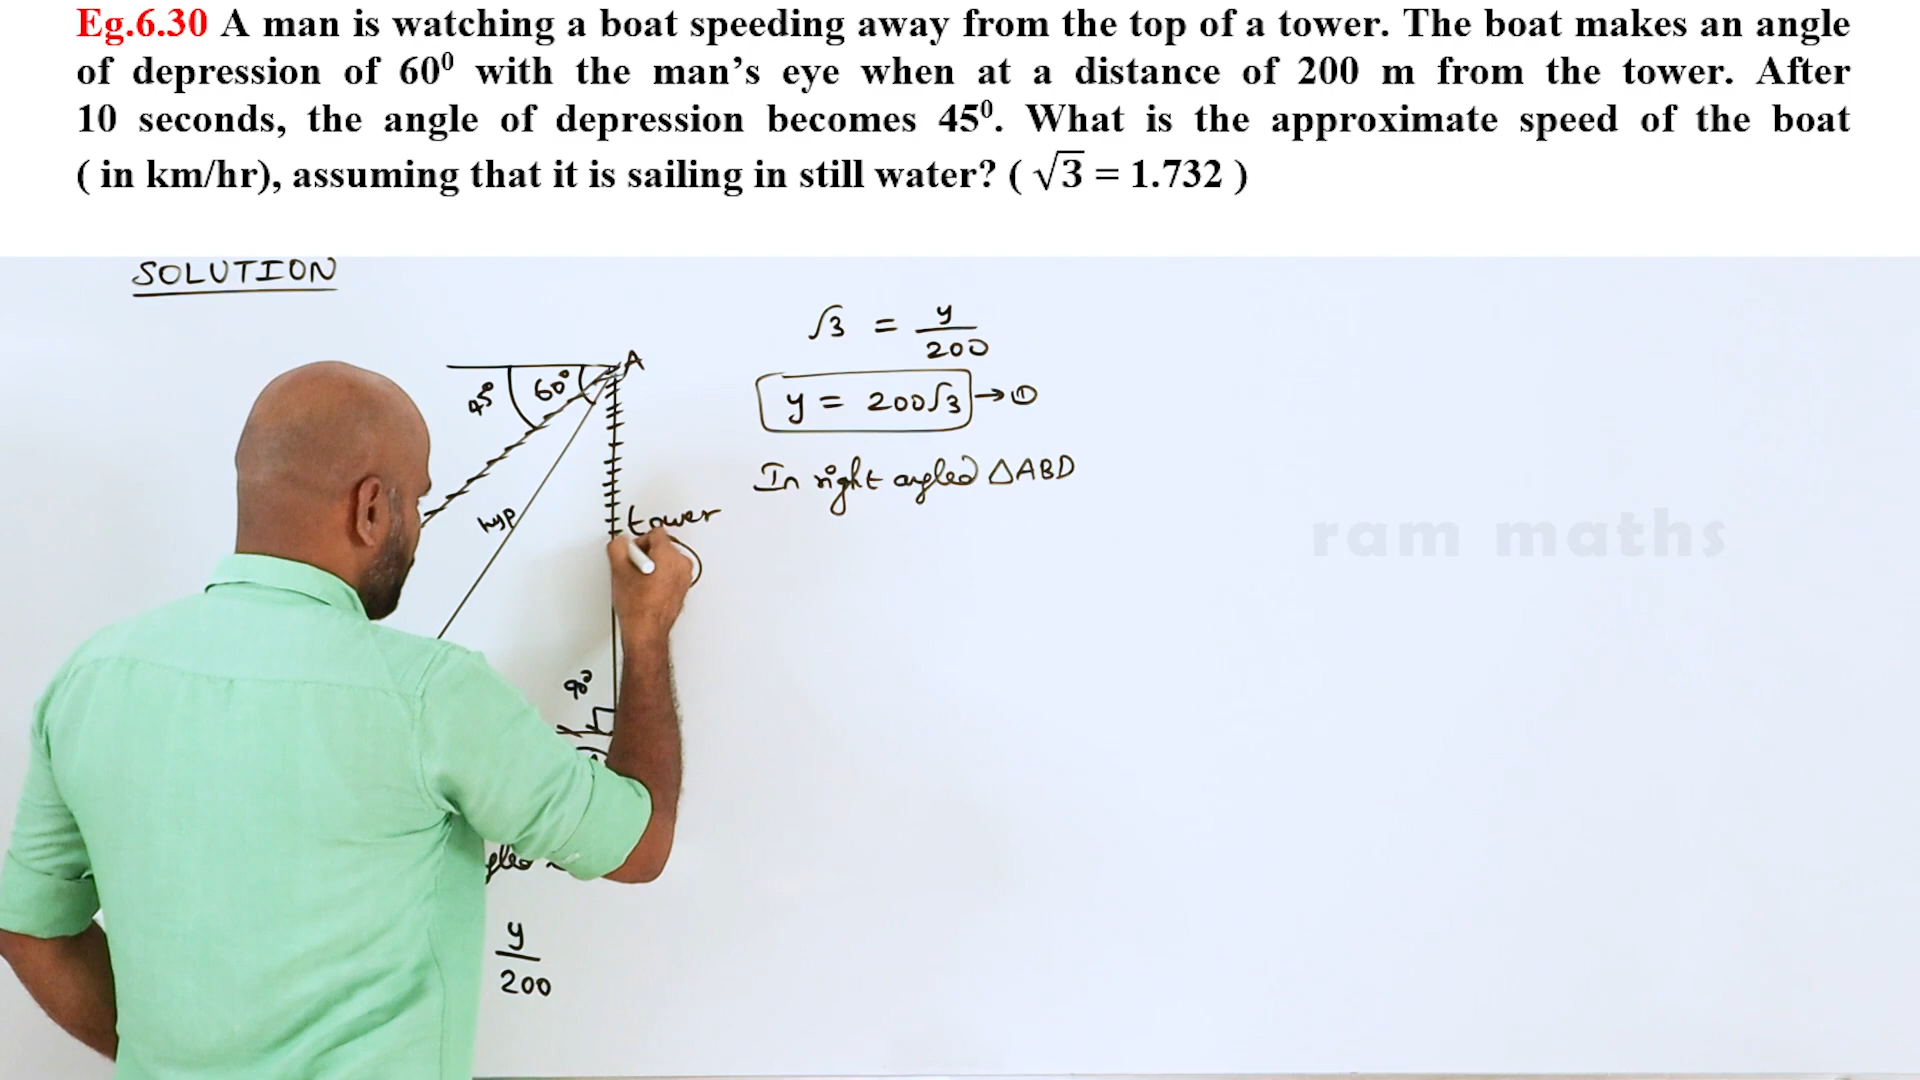 Eg.6.30 A man is watching a boat speeding away from the top of a tower. The boat makes an angle
of depression of 60⁰ with the man’s eye when at a distance of 200 m from the tower. After
10 seconds, the angle of depression becomes 45⁰. What is the approximate speed of the boat
( in km/hr), assuming that it is sailing in still water? ( √3 = 1.732 )
SOLUTION
A
45°
60°
hyp
tower
90°
y
200
√3 = y/200
y = 200√3 → ①
In right angled △ABD
ram maths